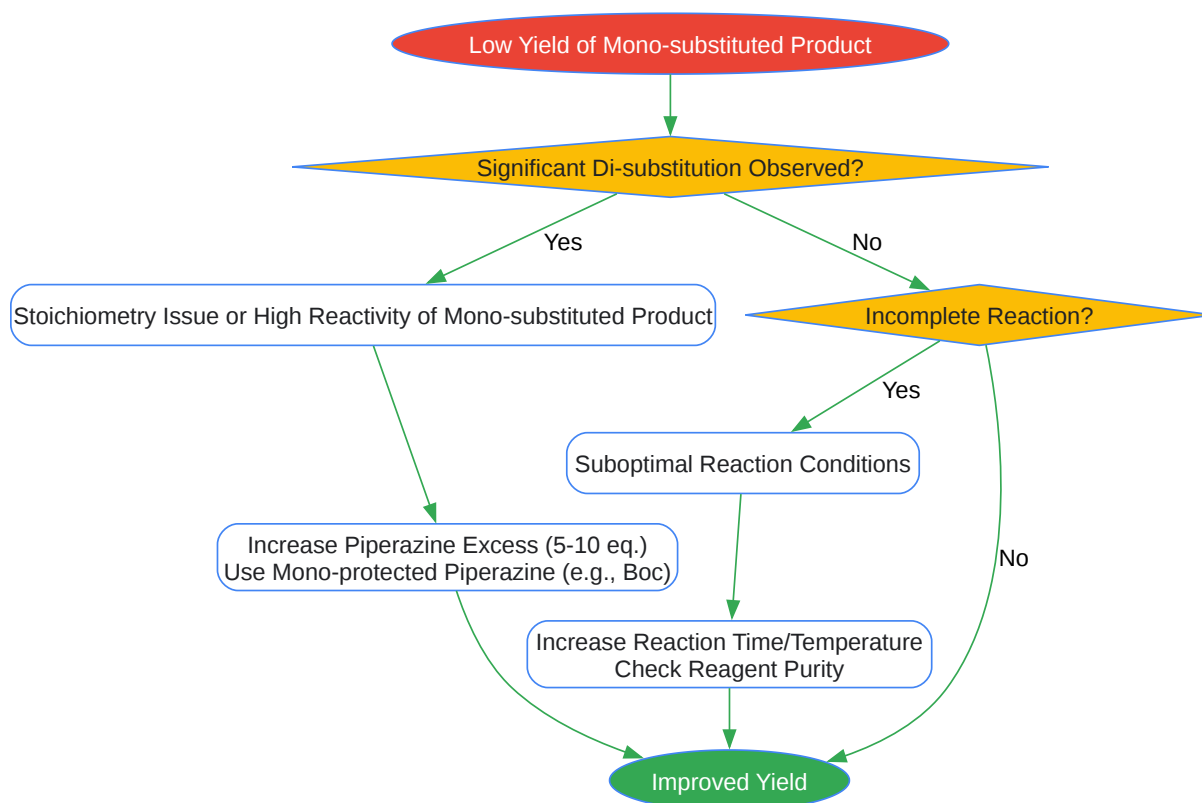 Low Yield of Mono-substituted Product
Significant Di-substitution Observed?
Yes
No
Stoichiometry Issue or High Reactivity of Mono-substituted Product
Incomplete Reaction?
Yes
Suboptimal Reaction Conditions
Increase Piperazine Excess (5-10 eq.)
Use Mono-protected Piperazine (e.g., Boc)
No
Increase Reaction Time/Temperature
Check Reagent Purity
Improved Yield